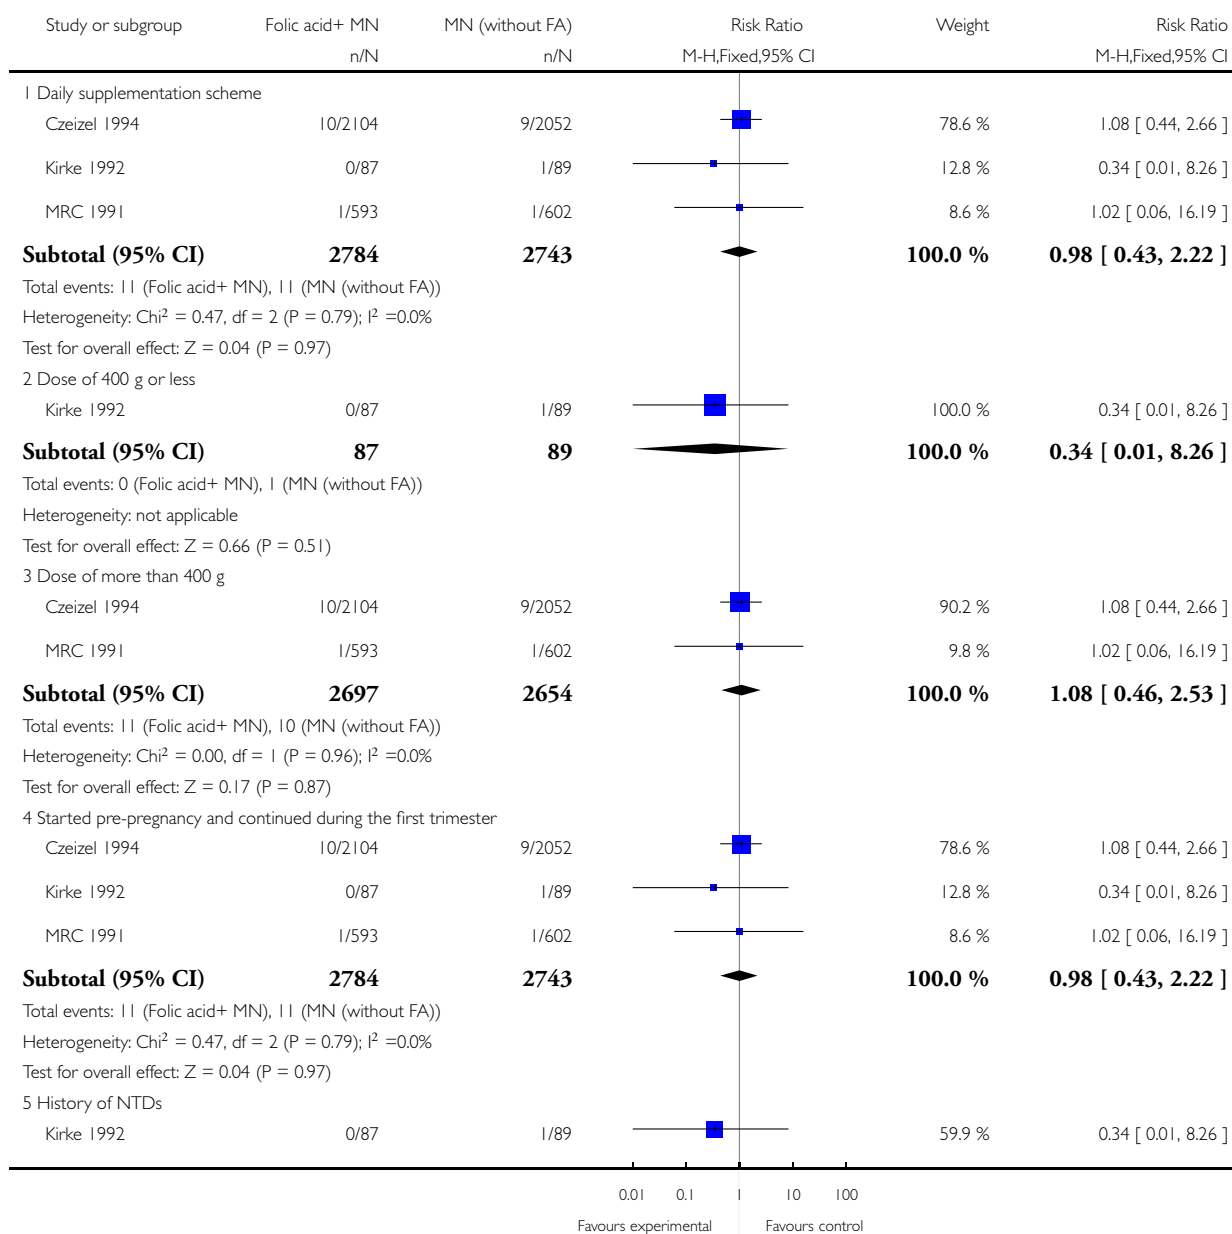 Study or subgroup Folic acid+ MN MN (without FA) Risk Ratio Weight Risk Ratio
n/N n/N M-H,Fixed,95% CI M-H,Fixed,95% CI
1 Daily supplementation scheme
Czeizel 1994 10/2104 9/2052 78.6 % 1.08 [ 0.44, 2.66 ]
Kirke 1992 0/87 1/89 12.8 % 0.34 [ 0.01, 8.26 ]
MRC 1991 1/593 1/602 8.6 % 1.02 [ 0.06, 16.19 ]
Subtotal (95% CI) 2784 2743 100.0 % 0.98 [ 0.43, 2.22 ]
Total events: 11 (Folic acid+ MN), 11 (MN (without FA))
Heterogeneity: Chi² = 0.47, df = 2 (P = 0.79); I² =0.0%
Test for overall effect: Z = 0.04 (P = 0.97)
2 Dose of 400 g or less
Kirke 1992 0/87 1/89 100.0 % 0.34 [ 0.01, 8.26 ]
Subtotal (95% CI) 87 89 100.0 % 0.34 [ 0.01, 8.26 ]
Total events: 0 (Folic acid+ MN), 1 (MN (without FA))
Heterogeneity: not applicable
Test for overall effect: Z = 0.66 (P = 0.51)
3 Dose of more than 400 g
Czeizel 1994 10/2104 9/2052 90.2 % 1.08 [ 0.44, 2.66 ]
MRC 1991 1/593 1/602 9.8 % 1.02 [ 0.06, 16.19 ]
Subtotal (95% CI) 2697 2654 100.0 % 1.08 [ 0.46, 2.53 ]
Total events: 11 (Folic acid+ MN), 10 (MN (without FA))
Heterogeneity: Chi² = 0.00, df = 1 (P = 0.96); I² =0.0%
Test for overall effect: Z = 0.17 (P = 0.87)
4 Started pre-pregnancy and continued during the first trimester
Czeizel 1994 10/2104 9/2052 78.6 % 1.08 [ 0.44, 2.66 ]
Kirke 1992 0/87 1/89 12.8 % 0.34 [ 0.01, 8.26 ]
MRC 1991 1/593 1/602 8.6 % 1.02 [ 0.06, 16.19 ]
Subtotal (95% CI) 2784 2743 100.0 % 0.98 [ 0.43, 2.22 ]
Total events: 11 (Folic acid+ MN), 11 (MN (without FA))
Heterogeneity: Chi² = 0.47, df = 2 (P = 0.79); I² =0.0%
Test for overall effect: Z = 0.04 (P = 0.97)
5 History of NTDs
Kirke 1992 0/87 1/89 59.9 % 0.34 [ 0.01, 8.26 ]
0.01 0.1 1 10 100
Favours experimental Favours control